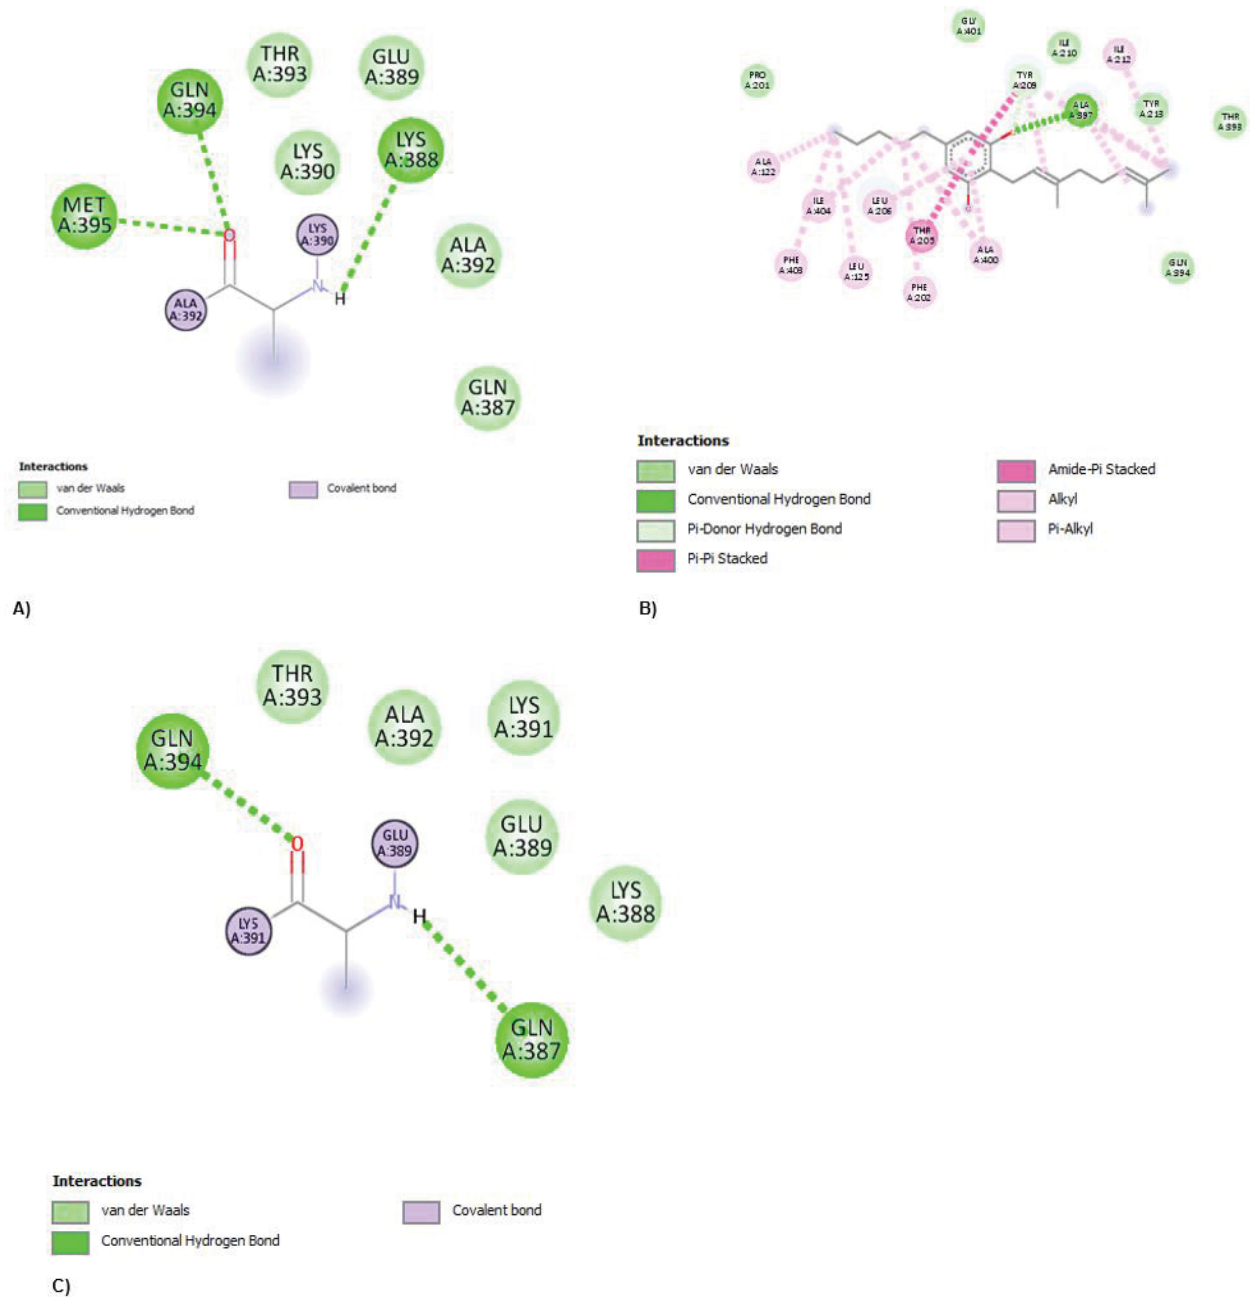 THR
A:393
GLU
A:389
GLN
A:394
LYS
A:388
LYS
A:390
MET
A:395
LYS
A:390
O
ALA
A:392
N
H
ALA
A:392
GLN
A:387
Interactions
van der Waals
Covalent bond
Conventional Hydrogen Bond
A)
GLY
A:401
ILE
A:210
ILE
A:212
PRO
A:201
TYR
A:209
ALA
A:397
TYR
A:213
THR
A:393
ALA
A:122
ILE
A:404
LEU
A:206
THR
A:205
ALA
A:400
PHE
A:408
LEU
A:125
PHE
A:202
GLN
A:394
Interactions
van der Waals
Amide-Pi Stacked
Conventional Hydrogen Bond
Alkyl
Pi-Donor Hydrogen Bond
Pi-Alkyl
Pi-Pi Stacked
B)
THR
A:393
ALA
A:392
LYS
A:391
GLN
A:394
GLU
A:389
GLU
A:389
O
LYS
A:388
N
H
LYS
A:391
GLN
A:387
Interactions
van der Waals
Covalent bond
Conventional Hydrogen Bond
C)